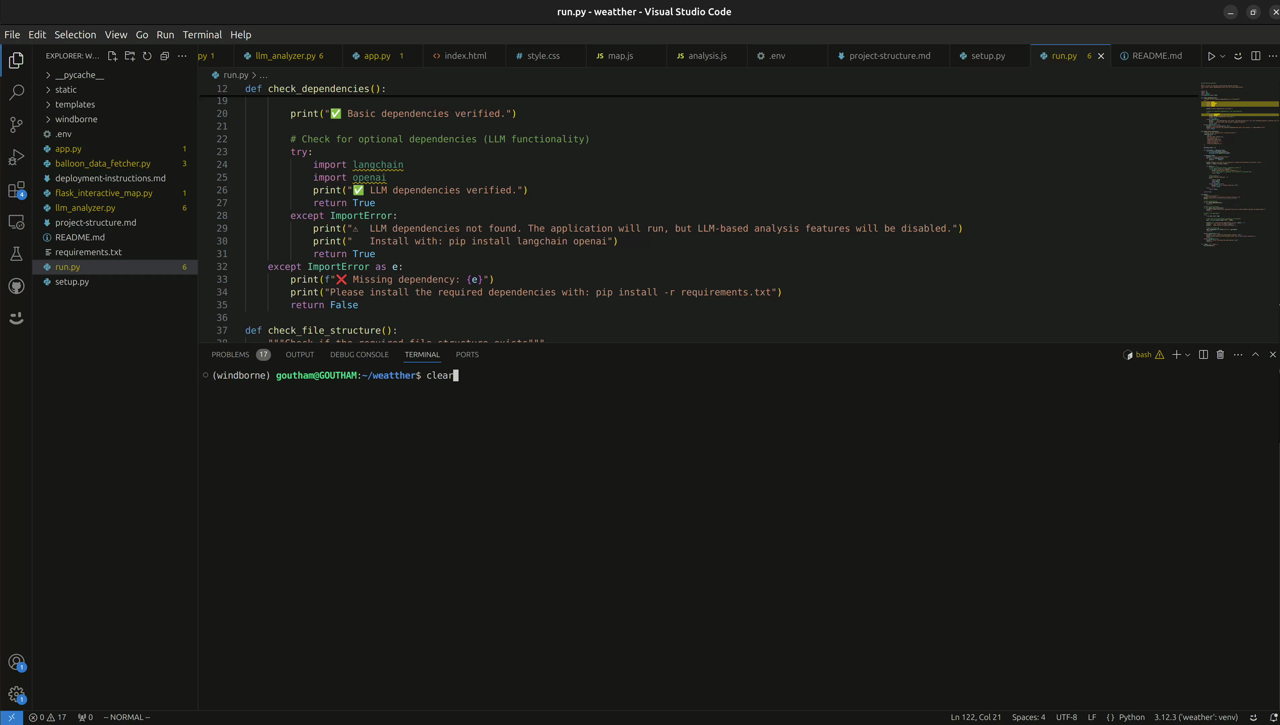 run.py - weatther - Visual Studio Code
File Edit Selection View Go Run Terminal Help
EXPLORER: W...
py 1 llm_analyzer.py 6 app.py 1 index.html style.css map.js analysis.js .env project-structure.md setup.py run.py 6 README.md
__pycache__
static
templates
windborne
.env
app.py 1
balloon_data_fetcher.py 3
deployment-instructions.md
flask_interactive_map.py 1
llm_analyzer.py 6
project-structure.md
README.md
requirements.txt
run.py 6
setup.py
run.py > ...
12 def check_dependencies():
19
20 print("✅ Basic dependencies verified.")
21
22 # Check for optional dependencies (LLM functionality)
23 try:
24 import langchain
25 import openai
26 print("✅ LLM dependencies verified.")
27 return True
28 except ImportError:
29 print("⚠ LLM dependencies not found. The application will run, but LLM-based analysis features will be disabled.")
30 print("   Install with: pip install langchain openai")
31 return True
32 except ImportError as e:
33 print(f"❌ Missing dependency: {e}")
34 print("Please install the required dependencies with: pip install -r requirements.txt")
35 return False
36
37 def check_file_structure():
"""Check if the required file structure exists"""
PROBLEMS 17 OUTPUT DEBUG CONSOLE TERMINAL PORTS
bash
(windborne) goutham@GOUTHAM:~/weatther$ clear
4
1
1
0 17 0 -- NORMAL -- Ln 122, Col 21 Spaces: 4 UTF-8 LF {} Python 3.12.3 ('weather': venv)